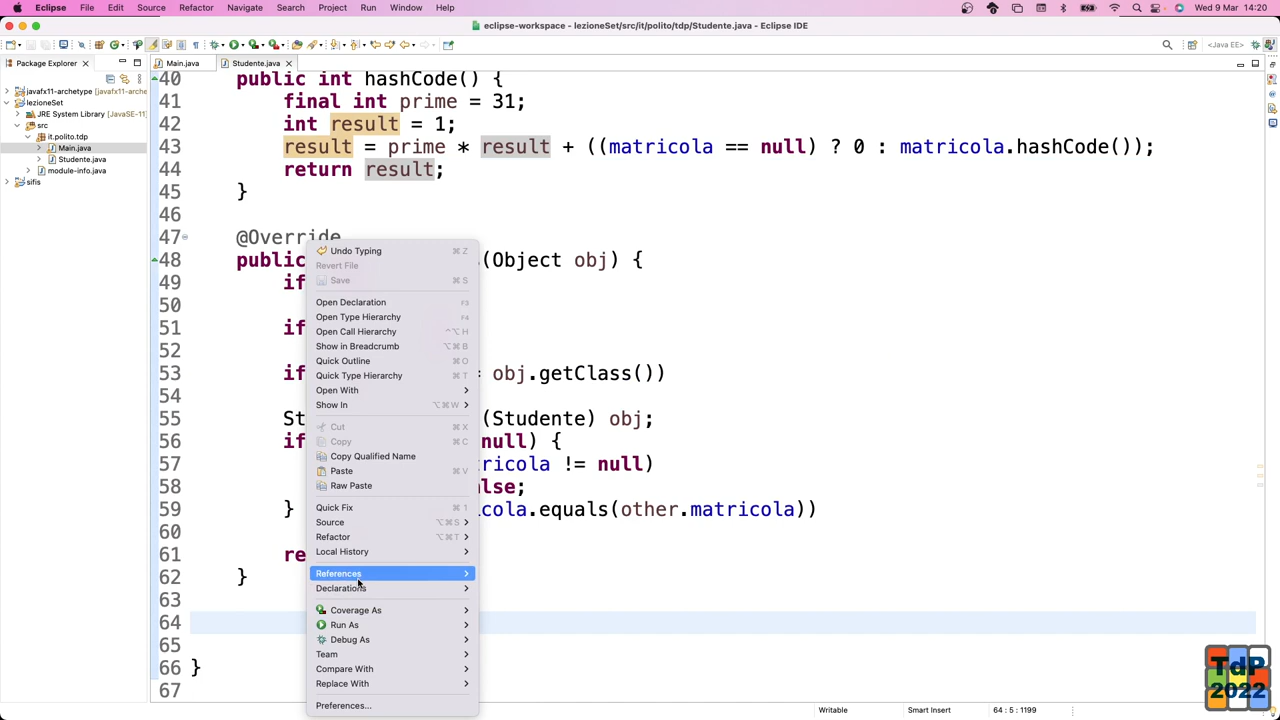 Eclipse File Edit Source Refactor Navigate Search Project Run Window Help Wed 9 Mar 14:20
eclipse-workspace - lezioneSet/src/it/polito/tdp/Studente.java - Eclipse IDE
<Java EE>
Package Explorer
javafx11-archetype [javafx11-arche
lezioneSet
JRE System Library [JavaSE-11]
src
it.polito.tdp
Main.java
Studente.java
module-info.java
sifis
Main.java Studente.java
40 public int hashCode() {
41 final int prime = 31;
42 int result = 1;
43 result = prime * result + ((matricola == null) ? 0 : matricola.hashCode());
44 return result;
45 }
46
47 @Override
48 public (Object obj) {
49 if
50
51 if
52
53 if = obj.getClass())
54
55 St (Studente) obj;
56 if null) {
57 ricola != null)
58 lse;
59 } cola.equals(other.matricola))
60
61 re
62 }
63
64
65
66 }
67
Undo Typing ⌘Z
Revert File
Save ⌘S
Open Declaration F3
Open Type Hierarchy F4
Open Call Hierarchy ^⌥H
Show in Breadcrumb ⌥⌘B
Quick Outline ⌘O
Quick Type Hierarchy ⌘T
Open With
Show In ⌥⌘W
Cut ⌘X
Copy ⌘C
Copy Qualified Name
Paste ⌘V
Raw Paste
Quick Fix ⌘1
Source ⌥⌘S
Refactor ⌥⌘T
Local History
References
Declarations
Coverage As
Run As
Debug As
Team
Compare With
Replace With
Preferences...
Writable Smart Insert 64 : 5 : 1199
TdP
2022